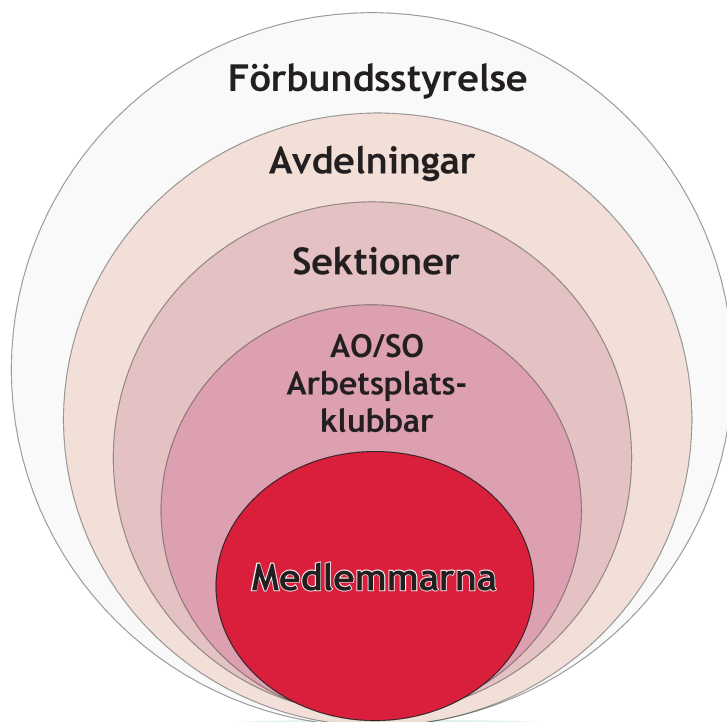 Förbundsstyrelse
Avdelningar
Sektioner
AO/SO
Arbetsplats-
klubbar
Medlemmarna